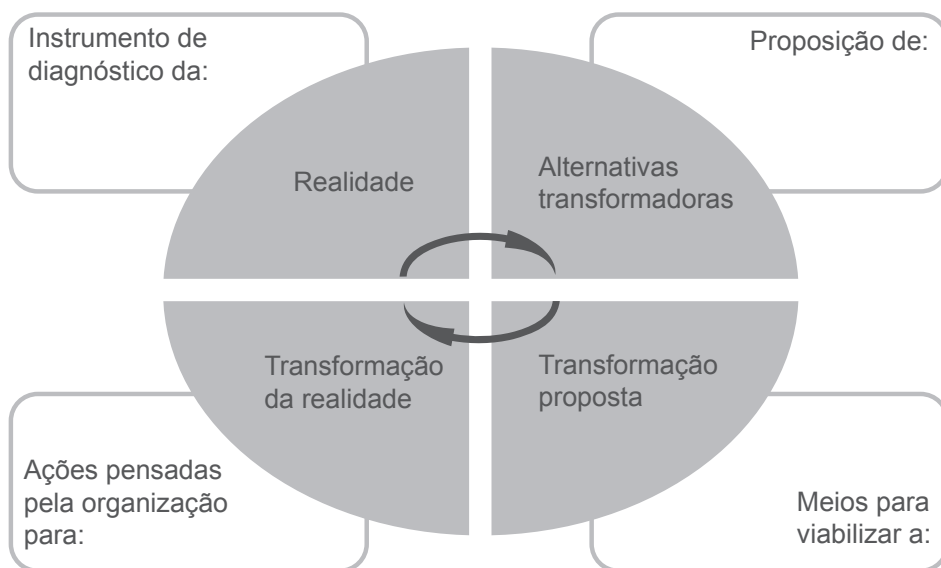 Instrumento de
diagnóstico da:
Realidade
Proposição de:
Alternativas
transformadoras
Ações pensadas
pela organização
para:
Transformação
da realidade
Meios para
viabilizar a:
Transformação
proposta